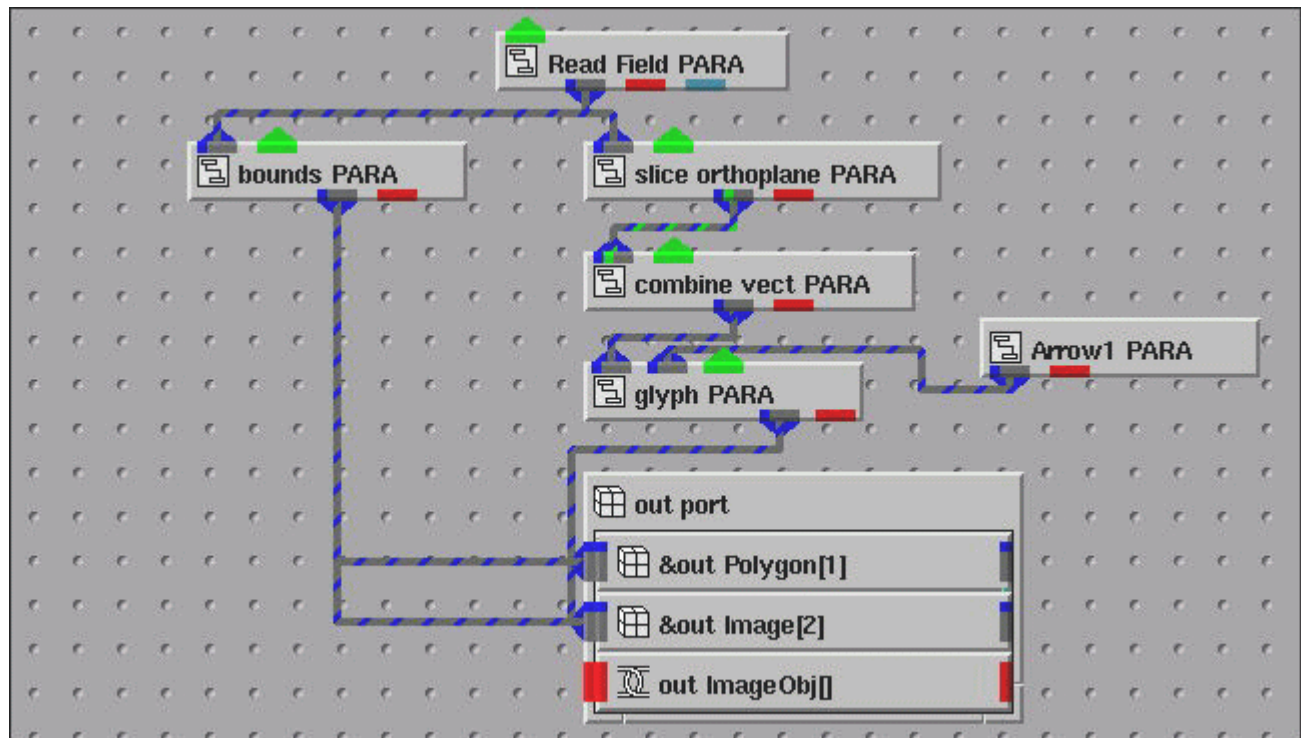 Read Field PARA
bounds PARA
slice orthoplane PARA
combine vect PARA
Arrow1 PARA
glyph PARA
out port
&out Polygon[1]
&out Image[2]
out ImageObj[]